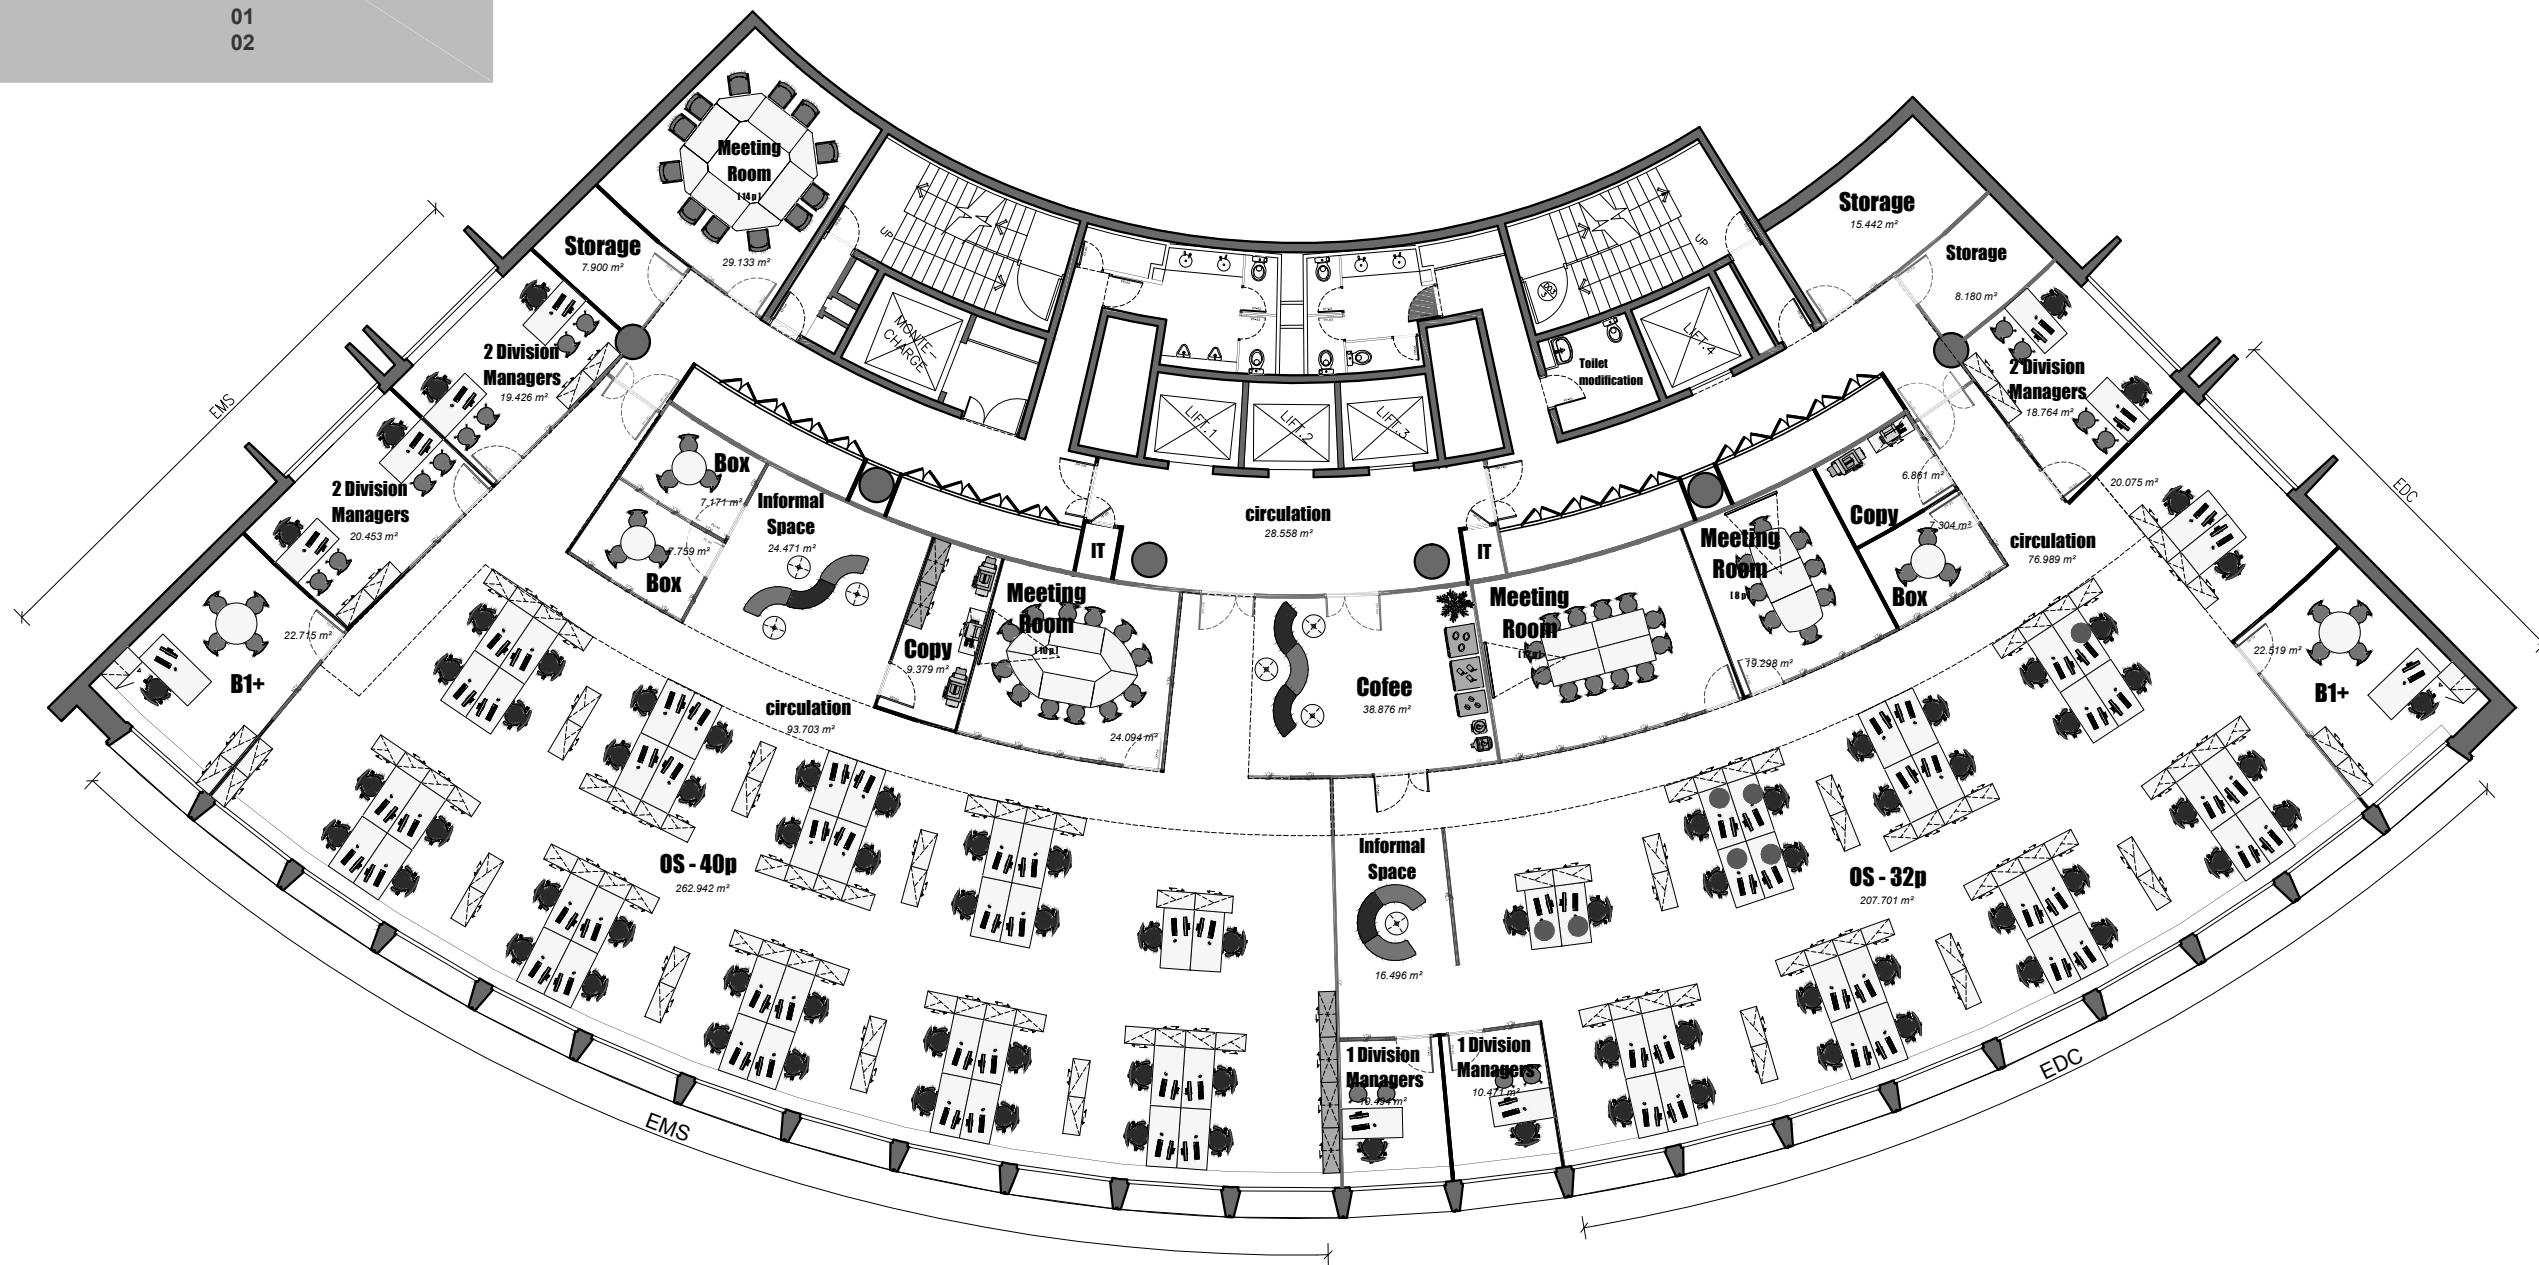 01
02
Meeting
Room
[ 14 p ]
29.133 m²
Storage
7.900 m²
UP
MONTE-
CHARGE
UP
LIFT.4
Toilet
modification
LIFT.1
LIFT.2
LIFT.3
Storage
15.442 m²
Storage
8.180 m²
EMS
2 Division
Managers
19.426 m²
2 Division
Managers
18.764 m²
2 Division
Managers
20.453 m²
EDC
Box
7.171 m²
Informal
Space
24.471 m²
Box
7.759 m²
circulation
28.558 m²
IT
IT
Copy
6.861 m²
20.075 m²
7.304 m²
Box
circulation
76.989 m²
Meeting
Room
[ 8 p ]
19.298 m²
Meeting
Room
[ 10 p ]
24.094 m²
Meeting
Room
Copy
9.379 m²
Cofee
38.876 m²
22.715 m²
B1+
22.519 m²
B1+
circulation
93.703 m²
OS - 40p
262.942 m²
Informal
Space
16.496 m²
OS - 32p
207.701 m²
1 Division
Managers
1 Division
Managers
10.471 m²
EMS
EDC